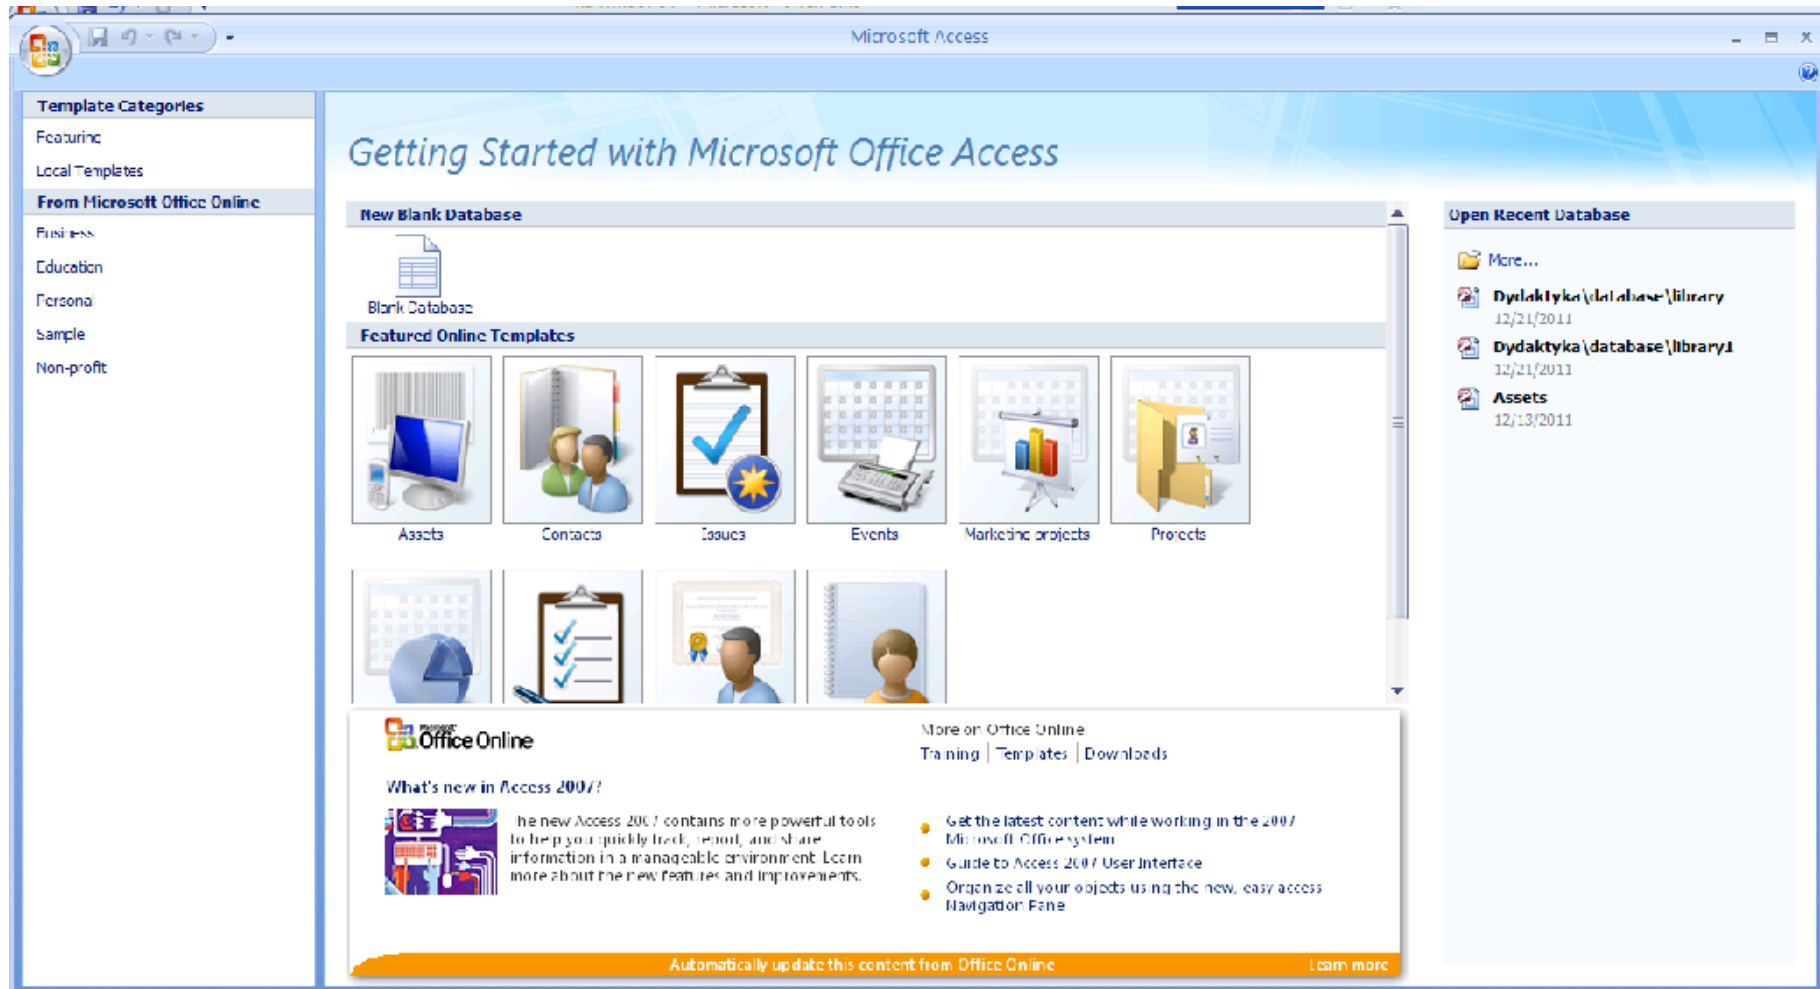 Microsoft Access
Template Categories
Featuring
Local Templates
From Microsoft Office Online
Business
Education
Personal
Sample
Non-profit
Getting Started with Microsoft Office Access
New Blank Database
Blank Database
Featured Online Templates
Assets
Contacts
Issues
Events
Marketing projects
Projects
Microsoft
Office Online
What's new in Access 2007?
The new Access 2007 contains more powerful tools
to help you quickly track, report, and share
information in a manageable environment. Learn
more about the new features and improvements.
More on Office Online
Training | Templates | Downloads
Get the latest content while working in the 2007
Microsoft Office system
Guide to Access 2007 User Interface
Organize all your objects using the new, easy access
Navigation Pane
Automatically update this content from Office Online
Learn more
Open Recent Database
More...
Dydaktyka\database\library
12/21/2011
Dydaktyka\database\library1
12/21/2011
Assets
12/13/2011